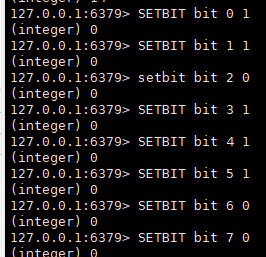 127.0.0.1:6379> SETBIT bit 0 1
(integer) 0
127.0.0.1:6379> SETBIT bit 1 1
(integer) 0
127.0.0.1:6379> setbit bit 2 0
(integer) 0
127.0.0.1:6379> SETBIT bit 3 1
(integer) 0
127.0.0.1:6379> SETBIT bit 4 1
(integer) 0
127.0.0.1:6379> SETBIT bit 5 1
(integer) 0
127.0.0.1:6379> SETBIT bit 6 0
(integer) 0
127.0.0.1:6379> SETBIT bit 7 0
(integer) 0